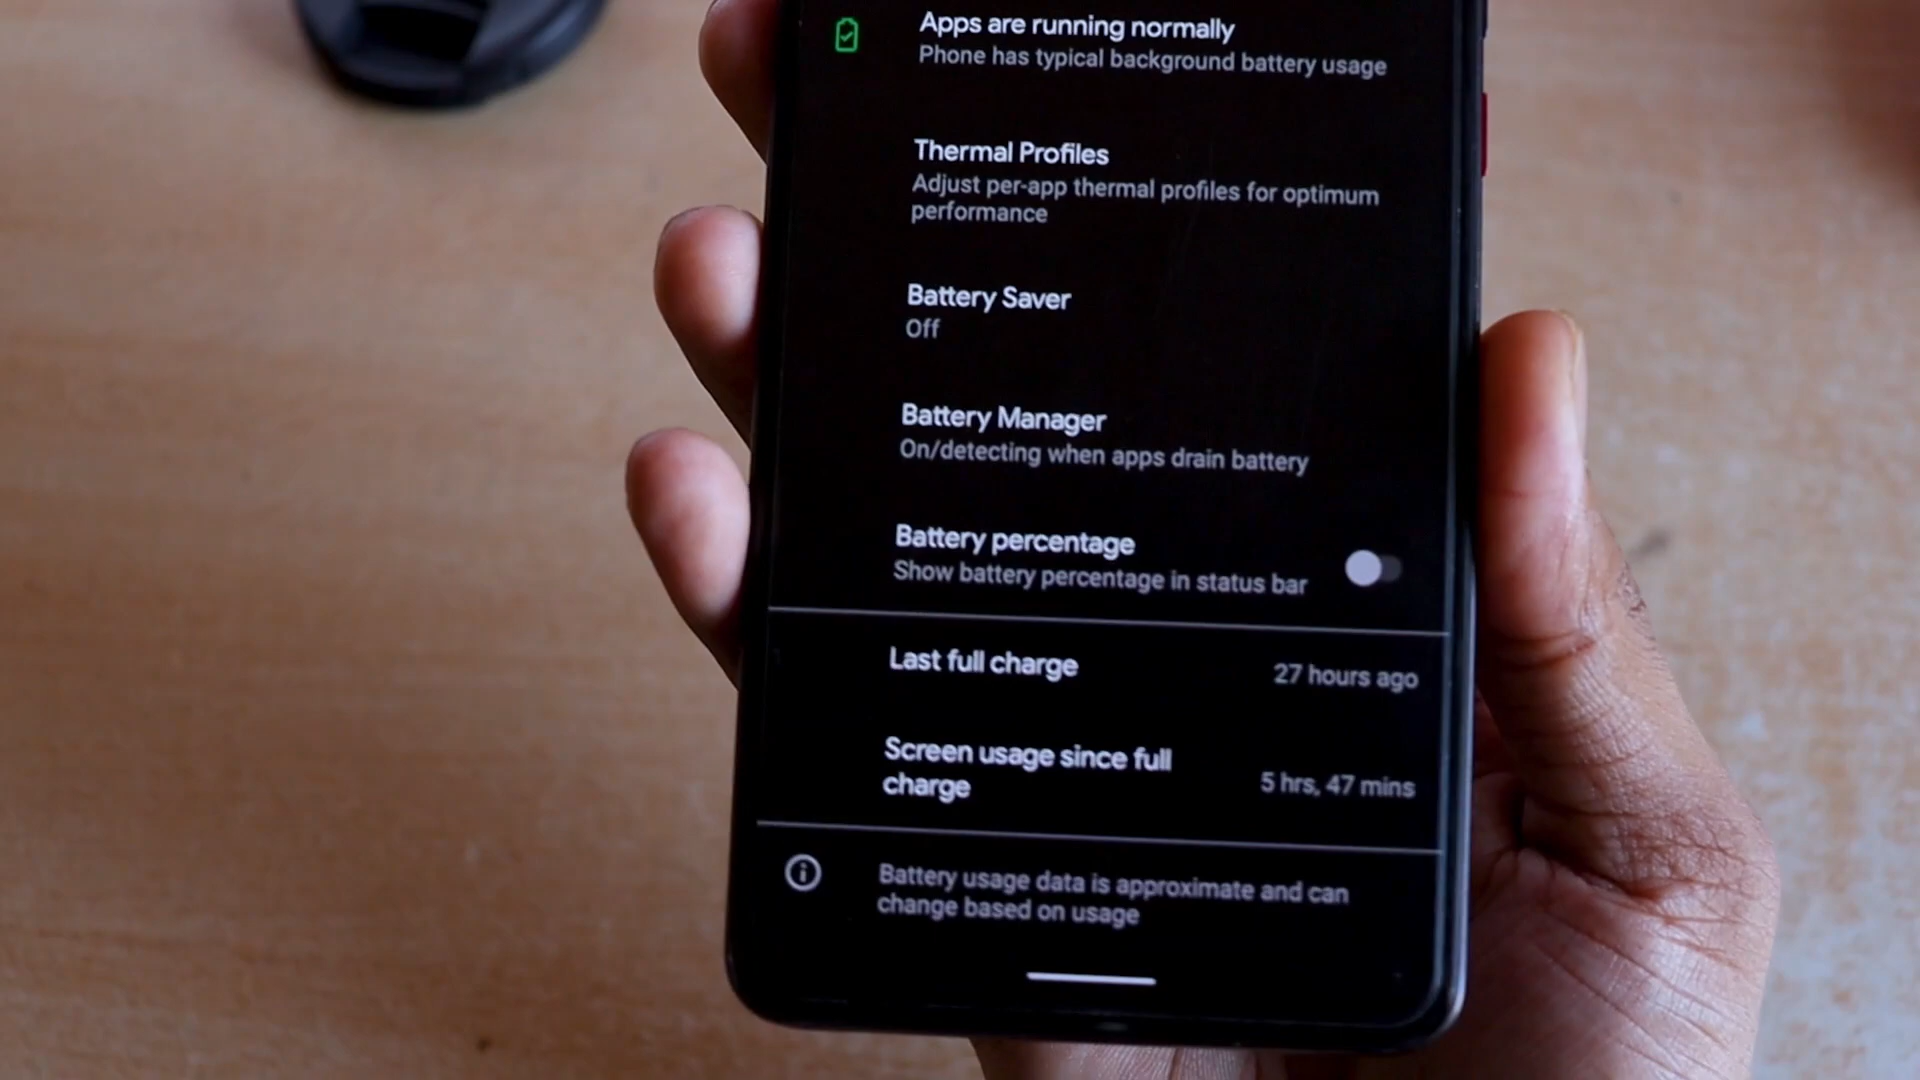 Apps are running normally
Phone has typical background battery usage
Thermal Profiles
Adjust per-app thermal profiles for optimum
performance
Battery Saver
Off
Battery Manager
On/detecting when apps drain battery
Battery percentage
Show battery percentage in status bar
Last full charge
27 hours ago
Screen usage since full
charge
5 hrs, 47 mins
Battery usage data is approximate and can
change based on usage